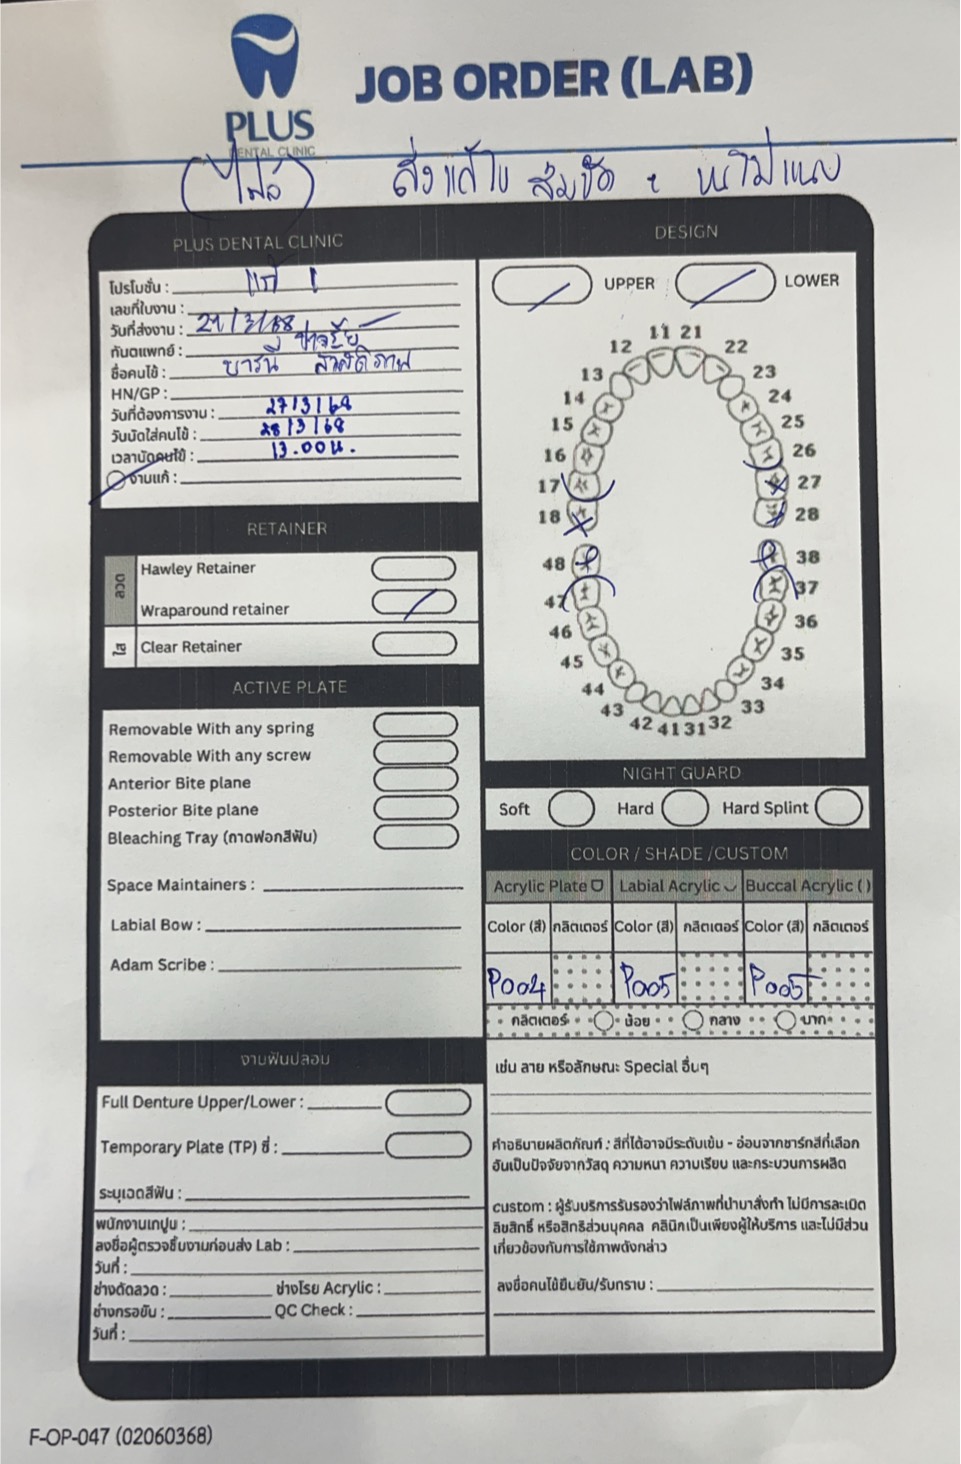 PLUS
DENTAL CLINIC
JOB ORDER (LAB)
(ไฟล์) ส่งแก้ไข
PLUS DENTAL CLINIC
โปรโมชั่น : แก้
เลขที่ใบงาน :
วันที่ส่งงาน : 21/3/68
ทันตแพทย์ :
ชื่อคนไข้ :
HN/GP :
วันที่ต้องการงาน : 27/3/68
วันนัดใส่คนไข้ : 28/3/68
เวลานัดคนไข้ : 13.00น.
งานแก้ :
RETAINER
ลวด
Hawley Retainer
Wraparound retainer
ใส
Clear Retainer
ACTIVE PLATE
Removable With any spring
Removable With any screw
Anterior Bite plane
Posterior Bite plane
Bleaching Tray (ถาดฟอกสีฟัน)
Space Maintainers :
Labial Bow :
Adam Scribe :
งานฟันปลอม
Full Denture Upper/Lower :
Temporary Plate (TP) ซี่ :
ระบุเฉดสีฟัน :
พนักงานเทปูน :
ลงชื่อผู้ตรวจชิ้นงานก่อนส่ง Lab :
วันที่ :
ช่างดัดลวด : ช่างโรย Acrylic :
ช่างกรอขัน : QC Check :
วันที่ :
DESIGN
UPPER LOWER
11 21
12 22
13 23
14 24
15 25
16 26
17 27
18 28
48 38
47 37
46 36
45 35
44 34
43 33
42 41 31 32
NIGHT GUARD
Soft Hard Hard Splint
COLOR / SHADE /CUSTOM
Acrylic Plate Labial Acrylic Buccal Acrylic ( )
Color (สี) กลิตเตอร์ Color (สี) กลิตเตอร์ Color (สี) กลิตเตอร์
P004 P005 P005
กลิตเตอร์ น้อย กลาง มาก
เช่น ลาย หรือลักษณะ Special อื่นๆ
คำอธิบายผลิตภัณฑ์ : สีที่ได้อาจมีระดับเข้ม - อ่อนจากชาร์ทสีที่เลือก
อันเป็นปัจจัยจากวัสดุ ความหนา ความเรียบ และกระบวนการผลิต
custom : ผู้รับบริการรับรองว่าไฟล์ภาพที่นำมาสั่งทำ ไม่มีการละเมิด
ลิขสิทธิ์ หรือสิทธิส่วนบุคคล คลินิกเป็นเพียงผู้ให้บริการ และไม่มีส่วน
เกี่ยวข้องกับการใช้ภาพดังกล่าว
ลงชื่อคนไข้ยืนยัน/รับทราบ :
F-OP-047 (02060368)